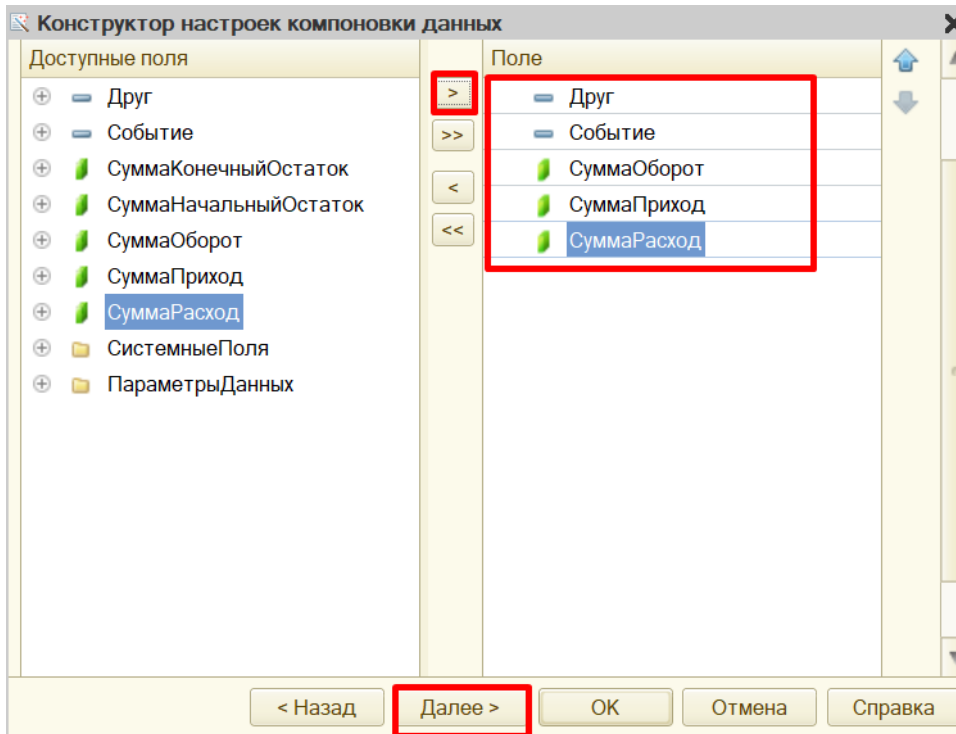 Конструктор настроек компоновки данных
Доступные поля
Друг
Событие
СуммаКонечныйОстаток
СуммаНачальныйОстаток
СуммаОборот
СуммаПриход
СуммаРасход
СистемныеПоля
ПараметрыДанных
>
>>
<
<<
Поле
Друг
Событие
СуммаОборот
СуммаПриход
СуммаРасход
< Назад
Далее >
OK
Отмена
Справка